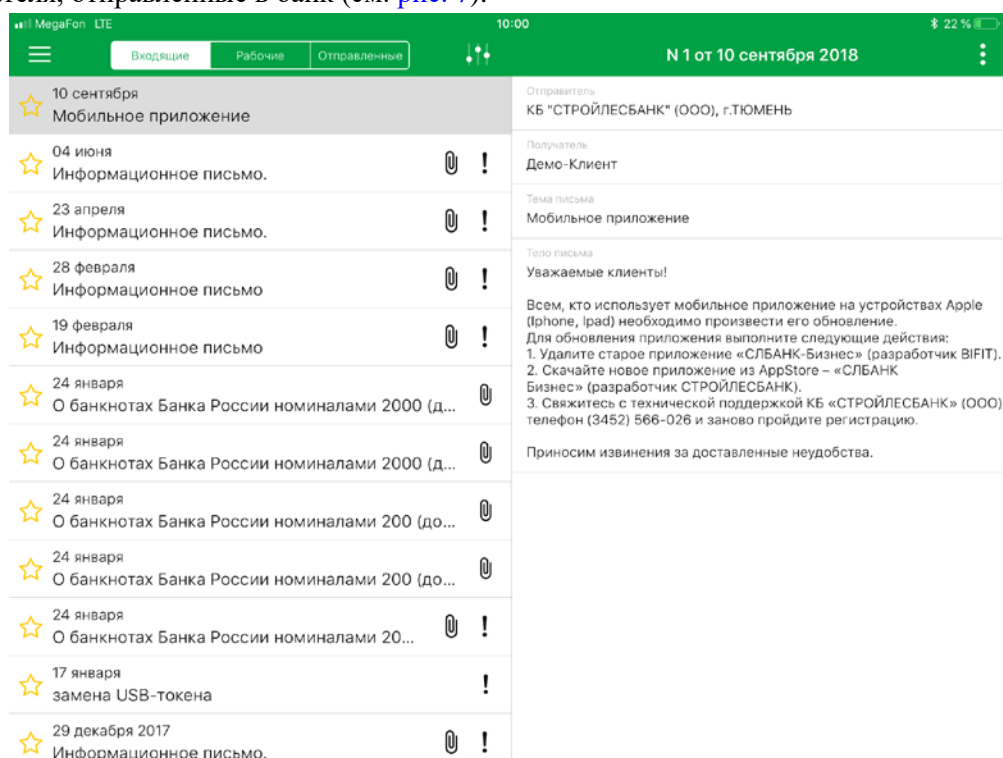 отправленные в банк (см. рис. 7).
MegaFon LTE 10:00 22 %
Входящие Рабочие Отправленные
N 1 от 10 сентября 2018
10 сентября
Мобильное приложение
04 июня
Информационное письмо.
23 апреля
Информационное письмо.
28 февраля
Информационное письмо
19 февраля
Информационное письмо
24 января
О банкнотах Банка России номиналами 2000 (д...
24 января
О банкнотах Банка России номиналами 2000 (д...
24 января
О банкнотах Банка России номиналами 200 (до...
24 января
О банкнотах Банка России номиналами 200 (до...
24 января
О банкнотах Банка России номиналами 20...
17 января
замена USB-токена
29 декабря 2017
Информационное письмо.
Отправитель
КБ "СТРОЙЛЕСБАНК" (ООО), г.ТЮМЕНЬ
Получатель
Демо-Клиент
Тема письма
Мобильное приложение
Тело письма
Уважаемые клиенты!
Всем, кто использует мобильное приложение на устройствах Apple
(Iphone, Ipad) необходимо произвести его обновление.
Для обновления приложения выполните следующие действия:
1. Удалите старое приложение «СЛБАНК-Бизнес» (разработчик BIFIT).
2. Скачайте новое приложение из AppStore – «СЛБАНК
Бизнес» (разработчик СТРОЙЛЕСБАНК).
3. Свяжитесь с технической поддержкой КБ «СТРОЙЛЕСБАНК» (ООО)
телефон (3452) 566-026 и заново пройдите регистрацию.
Приносим извинения за доставленные неудобства.